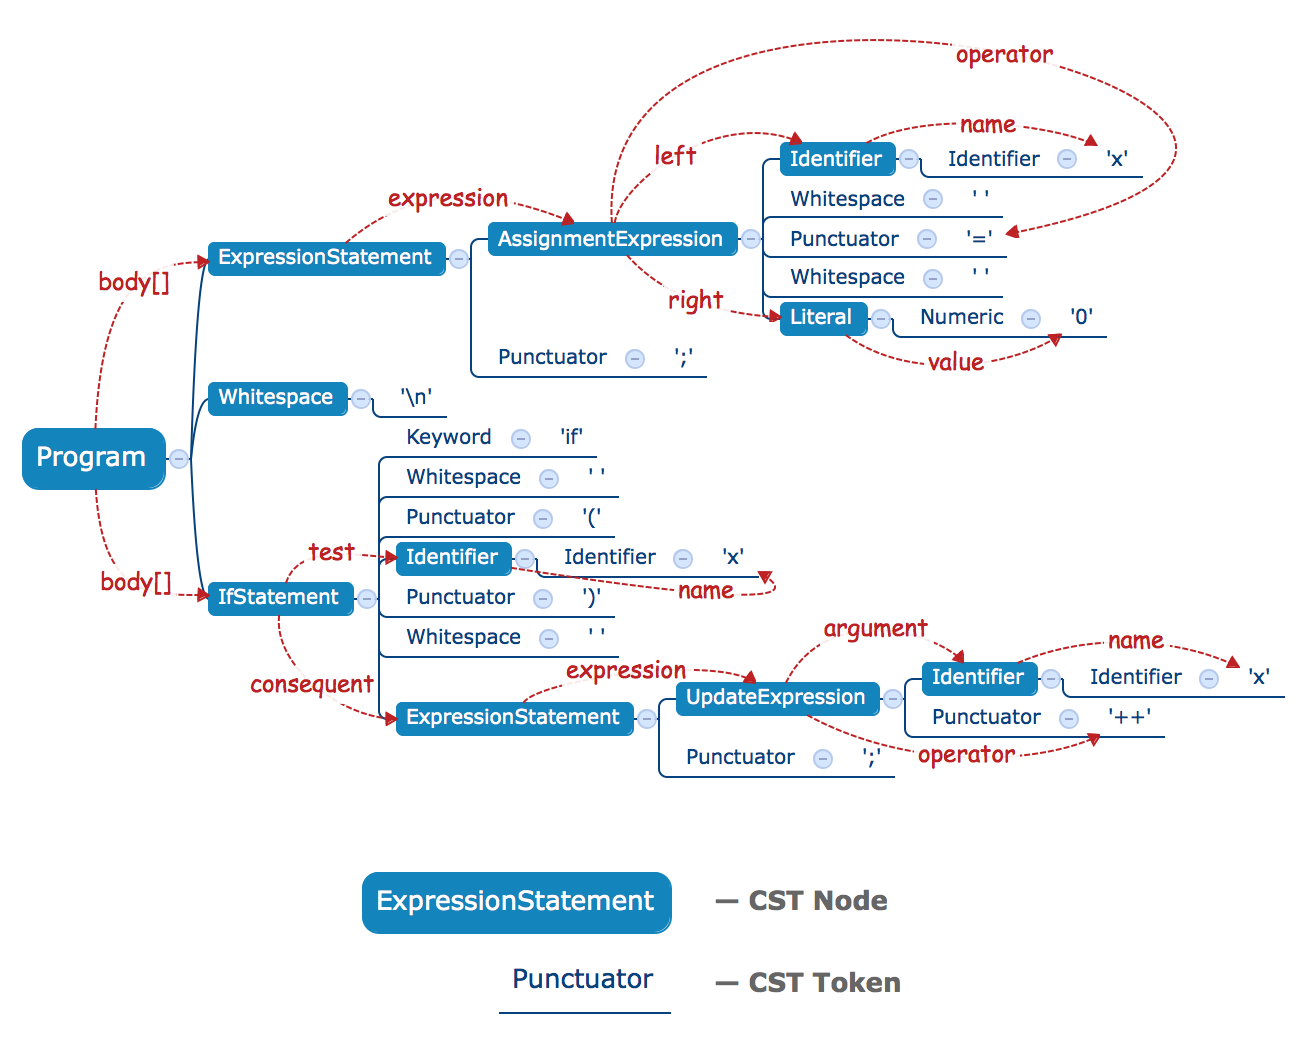 operator
name
left
Identifier
Identifier
'x'
expression
Whitespace
' '
AssignmentExpression
Punctuator
'='
ExpressionStatement
body[]
Whitespace
' '
right
Literal
Numeric
'0'
Punctuator
';'
value
Whitespace
'\n'
Keyword
'if'
Program
Whitespace
' '
Punctuator
'('
test
Identifier
Identifier
'x'
body[]
IfStatement
Punctuator
')'
name
Whitespace
' '
argument
name
consequent
expression
Identifier
Identifier
'x'
UpdateExpression
ExpressionStatement
Punctuator
'++'
Punctuator
';'
operator
ExpressionStatement
— CST Node
Punctuator
— CST Token